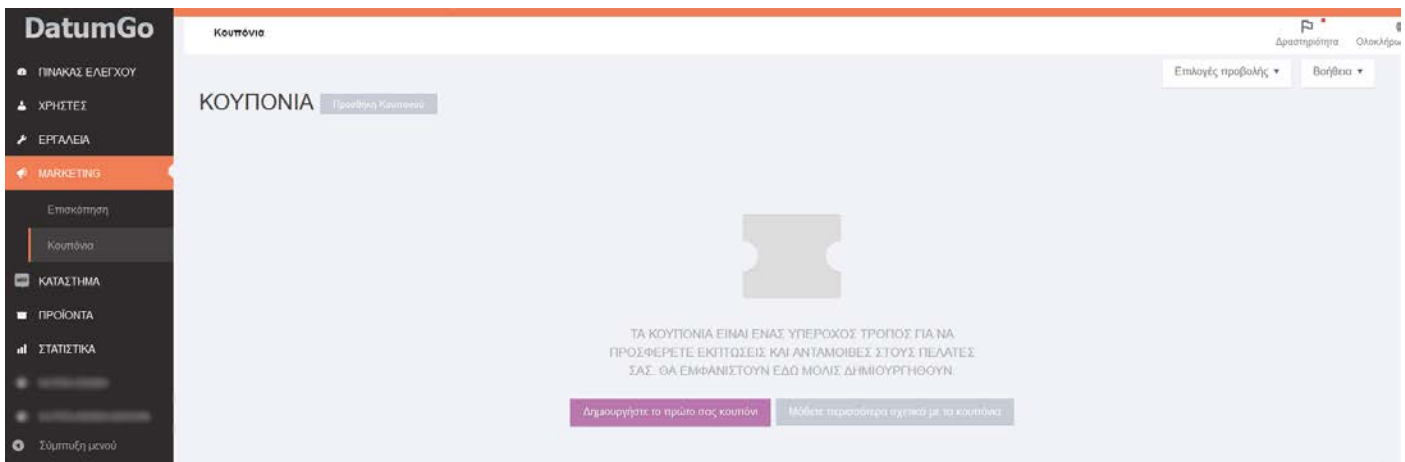 DatumGo
Κουπόνια
Δραστηριότητα
Επιλογές προβολής
Βοήθεια
ΠΙΝΑΚΑΣ ΕΛΕΓΧΟΥ
ΧΡΗΣΤΕΣ
ΕΡΓΑΛΕΙΑ
MARKETING
Επισκόπηση
Κουπόνια
ΚΑΤΑΣΤΗΜΑ
ΠΡΟΪΟΝΤΑ
ΣΤΑΤΙΣΤΙΚΑ
Σύμπτυξη μενού
ΚΟΥΠΟΝΙΑ
Προσθήκη Κουπονιού
ΤΑ ΚΟΥΠΟΝΙΑ ΕΙΝΑΙ ΕΝΑΣ ΥΠΕΡΟΧΟΣ ΤΡΟΠΟΣ ΓΙΑ ΝΑ
ΠΡΟΣΦΕΡΕΤΕ ΕΚΠΤΩΣΕΙΣ ΚΑΙ ΑΝΤΑΜΟΙΒΕΣ ΣΤΟΥΣ ΠΕΛΑΤΕΣ
ΣΑΣ. ΘΑ ΕΜΦΑΝΙΣΤΟΥΝ ΕΔΩ ΜΟΛΙΣ ΔΗΜΙΟΥΡΓΗΘΟΥΝ.
Δημιουργήστε το πρώτο σας κουπόνι
Μάθετε περισσότερα σχετικά με τα κουπόνια